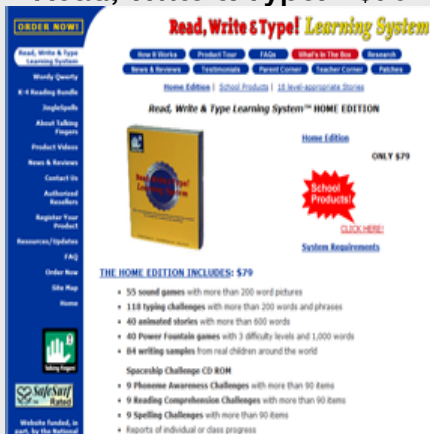 ORDER NOW!
Read, Write & Type! Learning System
Read, Write & Type
Learning System
Wordy Qwerty
K-4 Reading Bundle
JingleSpells
About Talking
Fingers
Product Videos
News & Reviews
Contact Us
Authorized
Resellers
Register Your
Product
Resources/Updates
FAQ
Order Now
Site Map
Home
Talking Fingers
SafeSurf
Rated
Website funded, in
part, by the National
How It Works
Product Tour
FAQs
What's In The Box
Research
News & Reviews
Testimonials
Parent Corner
Teacher Corner
Patches
Home Edition | School Products | 18 level-appropriate Stories
Read, Write & Type Learning System™ HOME EDITION
Read, Write & Type!
Learning System
Home Edition
ONLY $79
School
Products!
CLICK HERE!
System Requirements
THE HOME EDITION INCLUDES: $79
• 55 sound games with more than 200 word pictures
• 118 typing challenges with more than 200 words and phrases
• 40 animated stories with more than 600 words
• 40 Power Fountain games with 3 difficulty levels and 1,000 words
• 84 writing samples from real children around the world
Spaceship Challenge CD ROM
• 9 Phoneme Awareness Challenges with more than 90 items
• 9 Reading Comprehension Challenges with more than 90 items
• 9 Spelling Challenges with more than 90 items
• Reports of individual or class progress